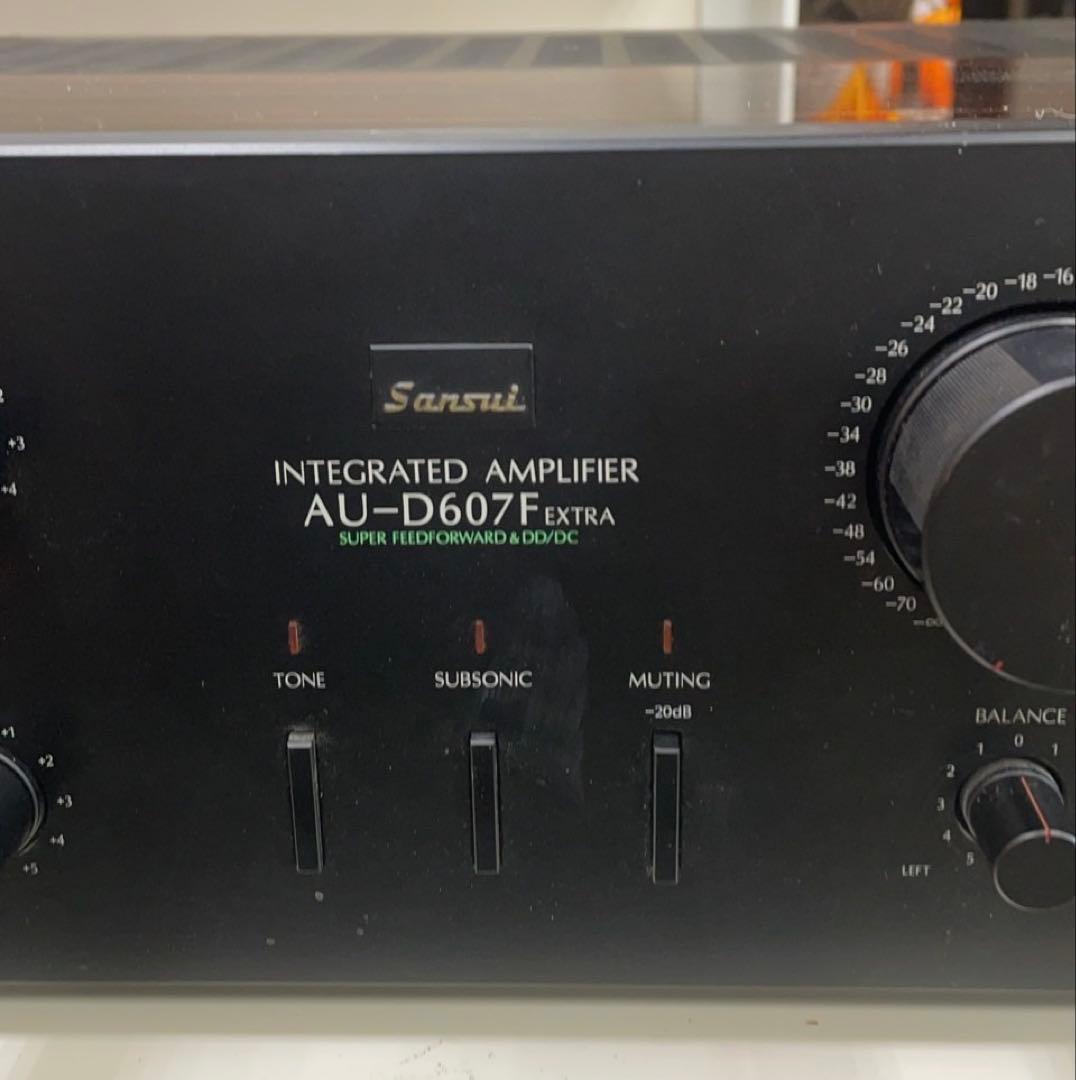 Sansui
INTEGRATED AMPLIFIER
AU-D607F EXTRA
SUPER FEEDFORWARD & DD/DC
TONE
SUBSONIC
MUTING
-20dB
+3
+4
+1
+2
+3
+4
+5
-16
-18
-20
-22
-24
-26
-28
-30
-34
-38
-42
-48
-54
-60
-70
-∞
BALANCE
1 0 1
2
3
4
5
LEFT